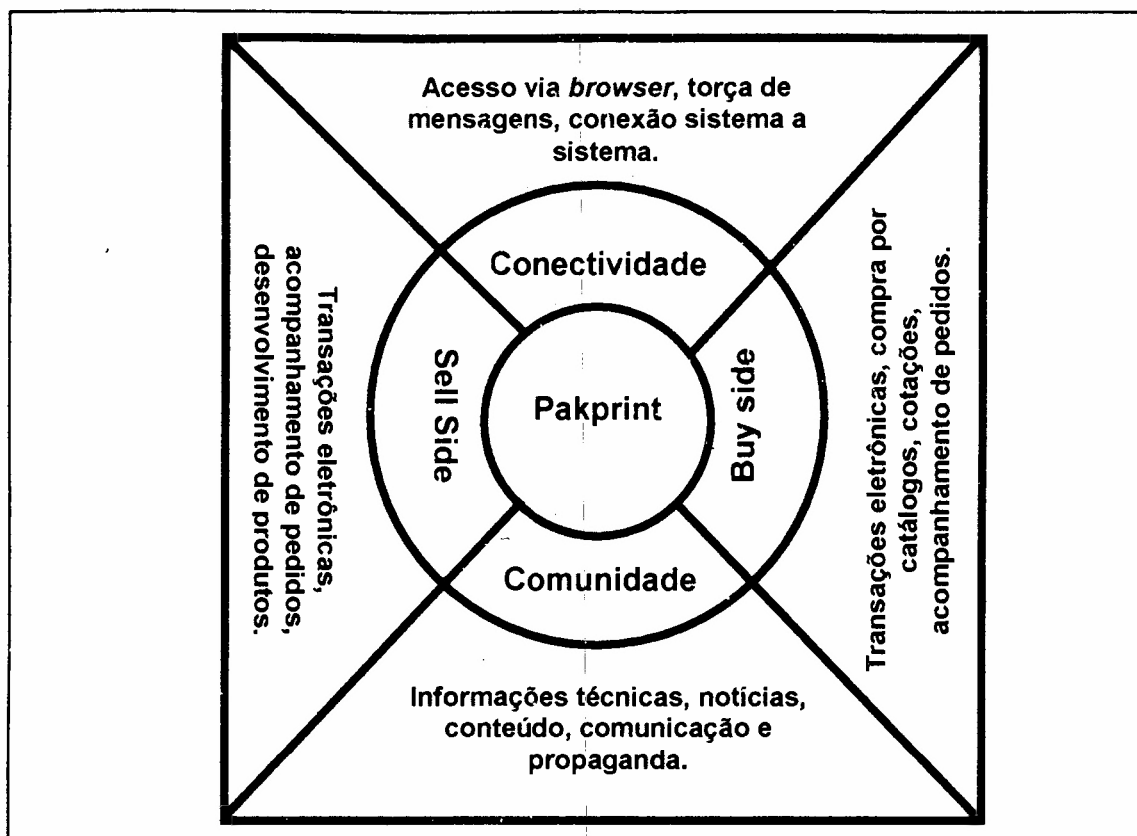 Acesso via browser, torça de
mensagens, conexão sistema a
sistema.
Conectividade
Transações eletrônicas,
acompanhamento de pedidos,
desenvolvimento de produtos.
Sell Side
Pakprint
Buy side
Transações eletrônicas, compra por
catálogos, cotações,
acompanhamento de pedidos.
Comunidade
Informações técnicas, notícias,
conteúdo, comunicação e
propaganda.